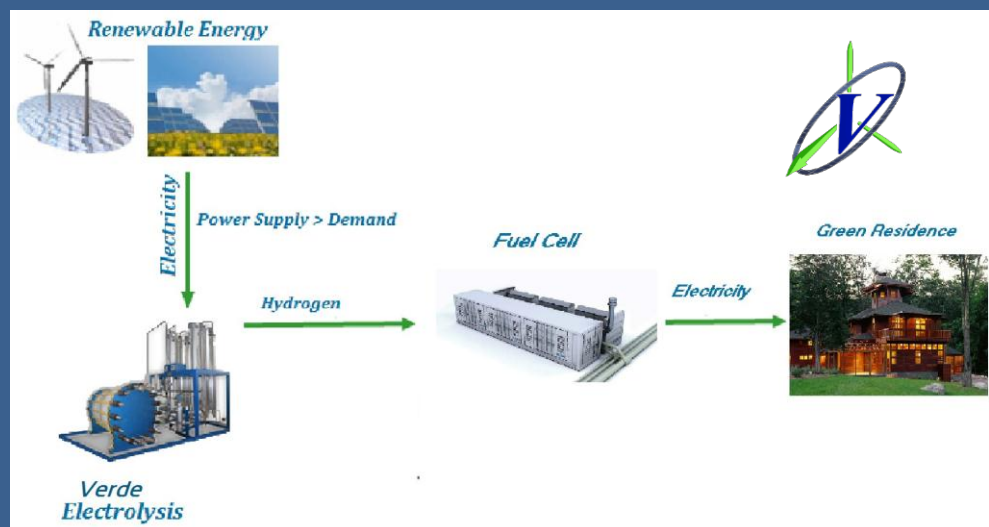 Renewable Energy
V
Electricity
Power Supply > Demand
Fuel Cell
Green Residence
Hydrogen
Electricity
Verde
Electrolysis